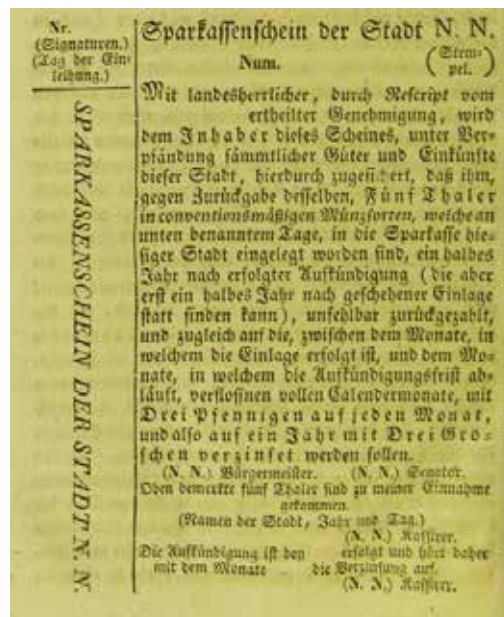 Nr.
(Signaturen.)
(Tag der Ein-
leihung.)
SPARKASSENSCHEIN DER STADT N. N.
Sparkassenschein der Stadt N. N.
Num. (Stem-
pel.)
Mit landesherrlicher, durch Rescript vom
ertheilter Genehmigung, wird
dem Inhaber dieses Scheines, unter Ver-
pfändung sämmtlicher Güter und Einkünfte
dieser Stadt, hierdurch zugesichert, daß ihm,
gegen Zurückgabe desselben, Fünf Thaler
in conventionsmäßigen Münzsorten, welche an
unten benanntem Tage, in die Sparkasse hie-
siger Stadt eingelegt worden sind, ein halbes
Jahr nach erfolgter Aufkündigung (die aber
erst ein halbes Jahr nach geschehener Einlage
statt finden kann), unfehlbar zurückgezahlt,
und zugleich auf die, zwischen dem Monate, in
welchem die Einlage erfolgt ist, und dem Mo-
nate, in welchem die Aufkündigungsfrist ab-
läuft, verflossnen vollen Calendermonate, mit
Drei Pfennigen auf jeden Monat,
und also auf ein Jahr mit Drei Gro-
schen verzinset werden sollen.
(N. N.) Bürgermeister. (N. N.) Senator.
Oben bemerkte fünf Thaler sind zu meiner Einnahme
gekommen.
(Namen der Stadt, Jahr und Tag.)
(N. N.) Kassirer.
Die Aufkündigung ist den erfolgt und hört daher
mit dem Monate die Verzinsung auf.
(N. N.) Kassirer.